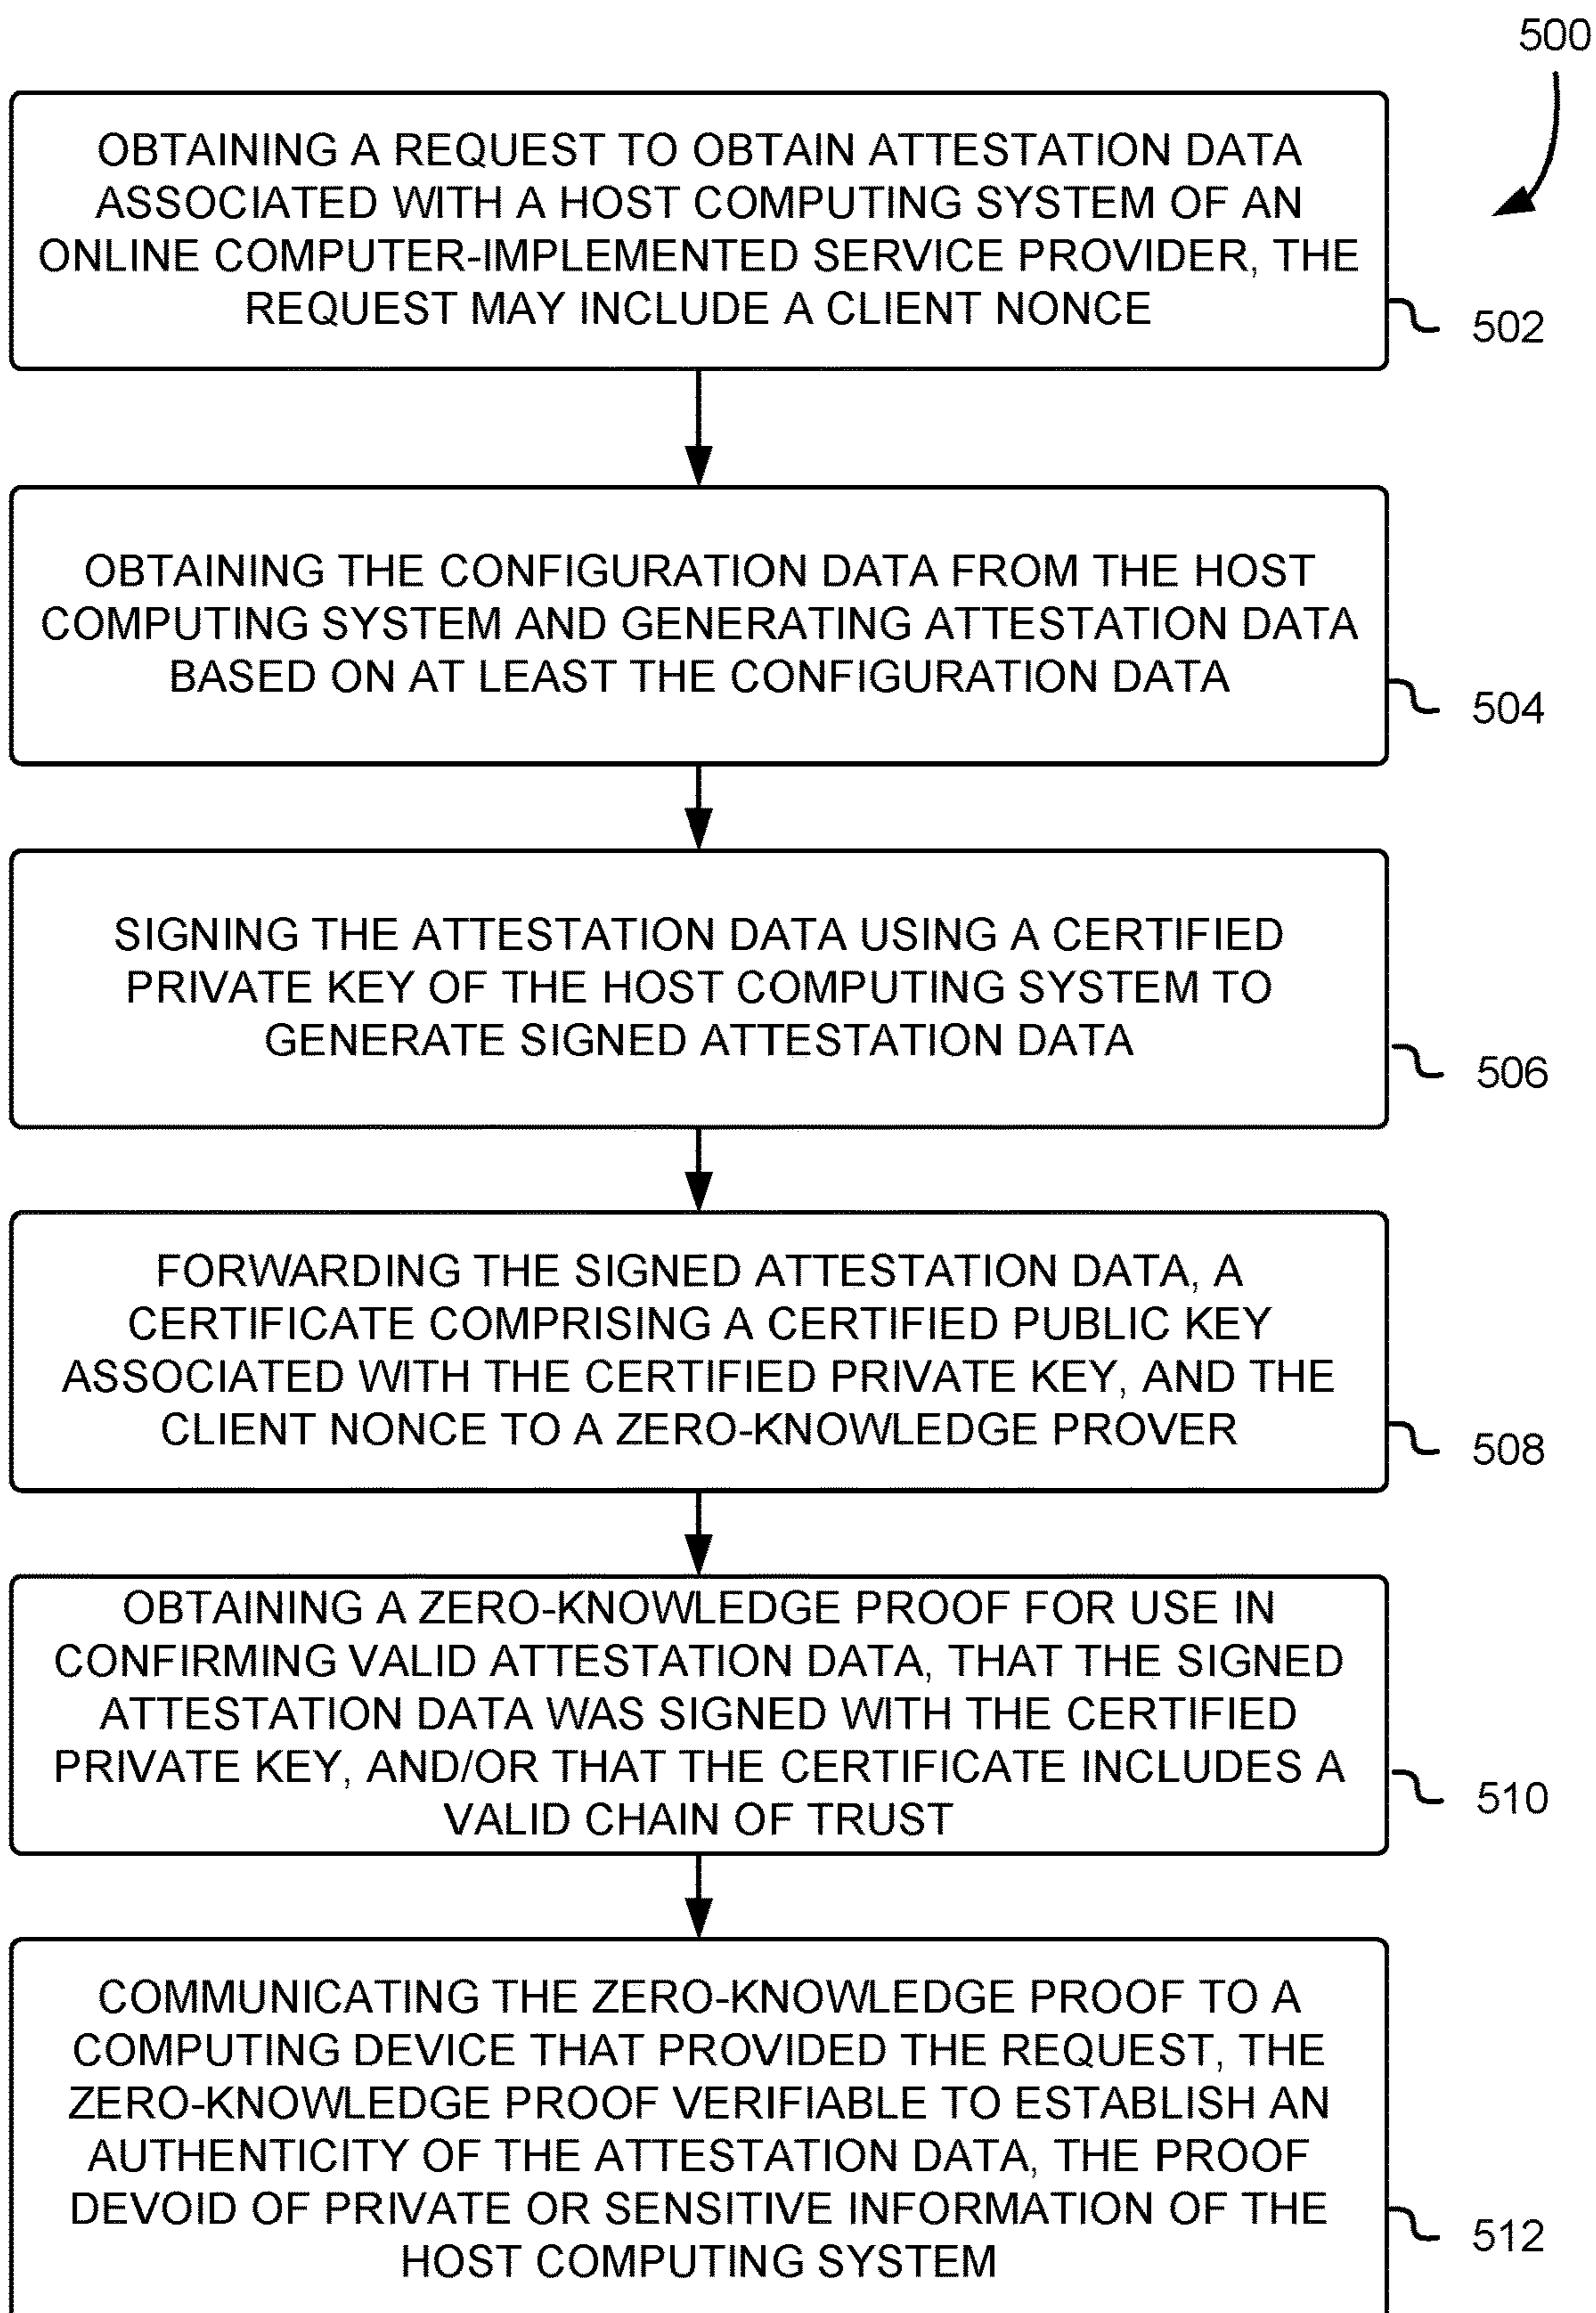 500
OBTAINING A REQUEST TO OBTAIN ATTESTATION DATA
ASSOCIATED WITH A HOST COMPUTING SYSTEM OF AN
ONLINE COMPUTER-IMPLEMENTED SERVICE PROVIDER, THE
REQUEST MAY INCLUDE A CLIENT NONCE
502
OBTAINING THE CONFIGURATION DATA FROM THE HOST
COMPUTING SYSTEM AND GENERATING ATTESTATION DATA
BASED ON AT LEAST THE CONFIGURATION DATA
504
SIGNING THE ATTESTATION DATA USING A CERTIFIED
PRIVATE KEY OF THE HOST COMPUTING SYSTEM TO
GENERATE SIGNED ATTESTATION DATA
506
FORWARDING THE SIGNED ATTESTATION DATA, A
CERTIFICATE COMPRISING A CERTIFIED PUBLIC KEY
ASSOCIATED WITH THE CERTIFIED PRIVATE KEY, AND THE
CLIENT NONCE TO A ZERO-KNOWLEDGE PROVER
508
OBTAINING A ZERO-KNOWLEDGE PROOF FOR USE IN
CONFIRMING VALID ATTESTATION DATA, THAT THE SIGNED
ATTESTATION DATA WAS SIGNED WITH THE CERTIFIED
PRIVATE KEY, AND/OR THAT THE CERTIFICATE INCLUDES A
VALID CHAIN OF TRUST
510
COMMUNICATING THE ZERO-KNOWLEDGE PROOF TO A
COMPUTING DEVICE THAT PROVIDED THE REQUEST, THE
ZERO-KNOWLEDGE PROOF VERIFIABLE TO ESTABLISH AN
AUTHENTICITY OF THE ATTESTATION DATA, THE PROOF
DEVOID OF PRIVATE OR SENSITIVE INFORMATION OF THE
HOST COMPUTING SYSTEM
512